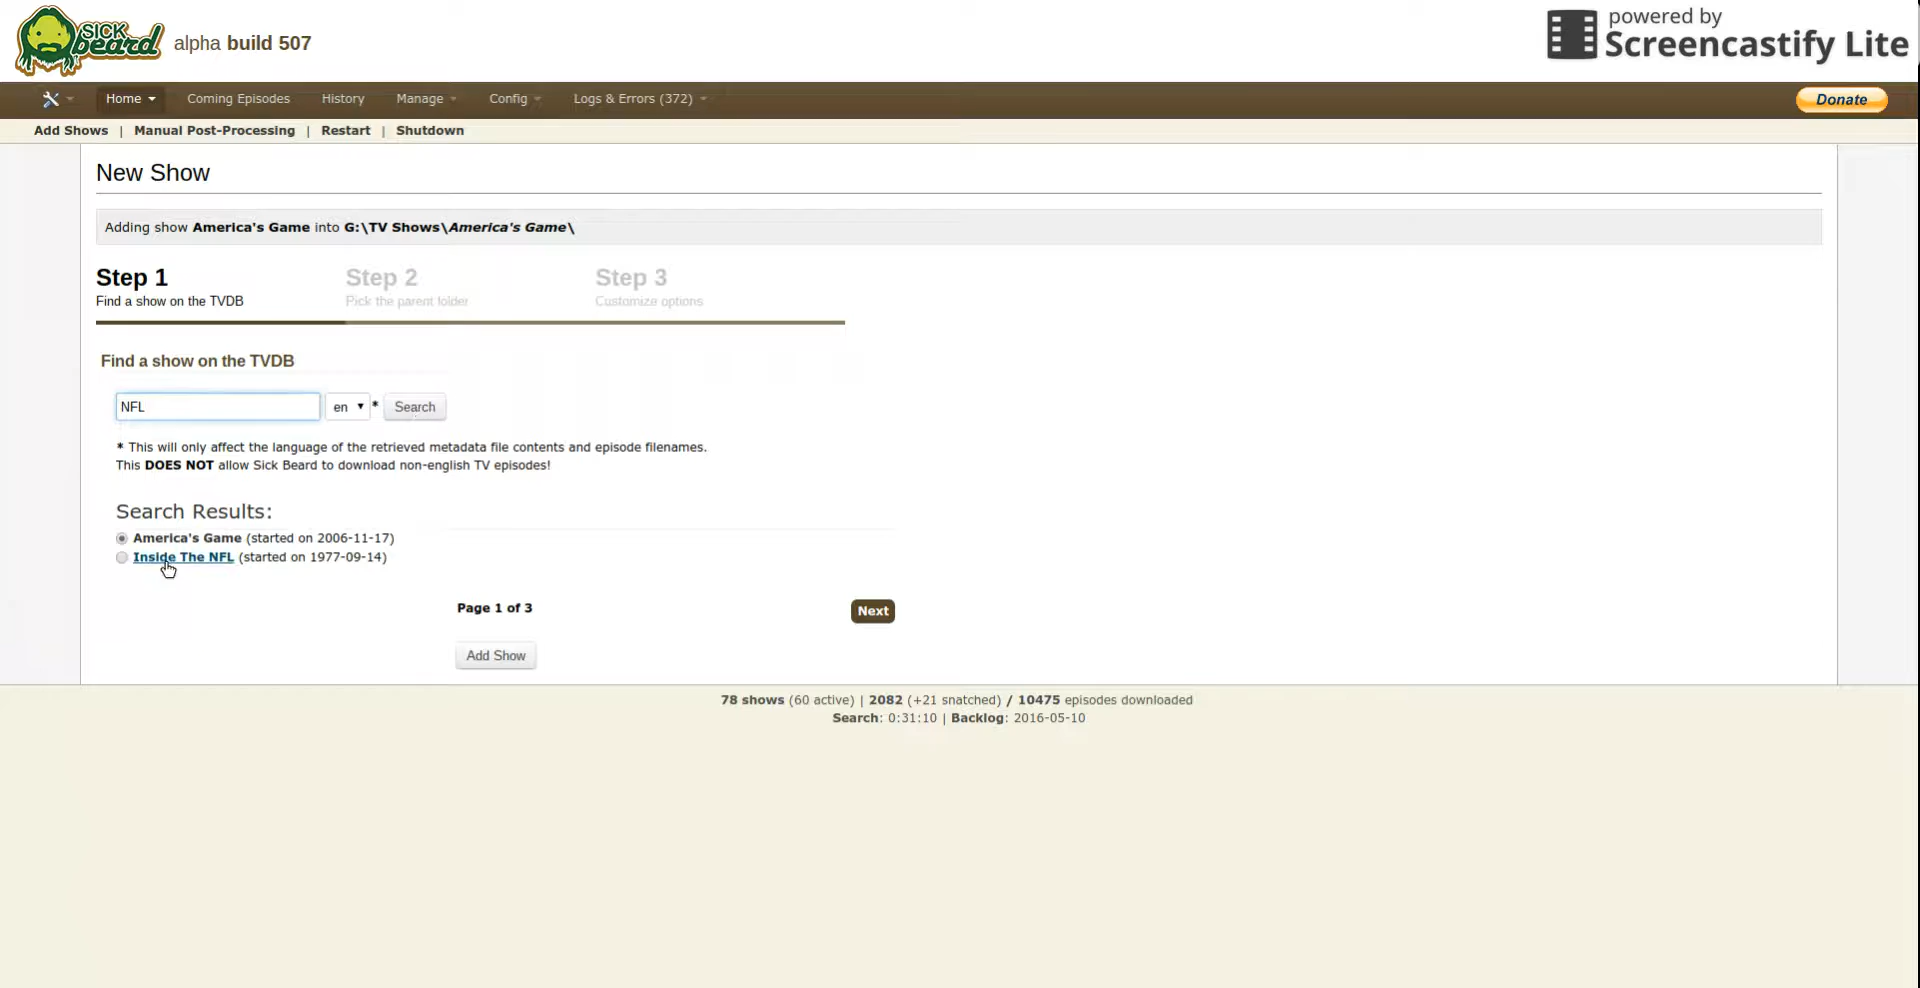 SICK
beard
alpha build 507
powered by
Screencastify Lite
Home
Coming Episodes
History
Manage
Config
Logs & Errors (372)
Donate
Add Shows | Manual Post-Processing | Restart | Shutdown
New Show
Adding show America's Game into G:\TV Shows\America's Game\
Step 1
Find a show on the TVDB
Step 2
Pick the parent folder
Step 3
Customize options
Find a show on the TVDB
NFL
en
*
Search
* This will only affect the language of the retrieved metadata file contents and episode filenames.
This DOES NOT allow Sick Beard to download non-english TV episodes!
Search Results:
America's Game (started on 2006-11-17)
Inside The NFL (started on 1977-09-14)
Page 1 of 3
Next
Add Show
78 shows (60 active) | 2082 (+21 snatched) / 10475 episodes downloaded
Search: 0:31:10 | Backlog: 2016-05-10